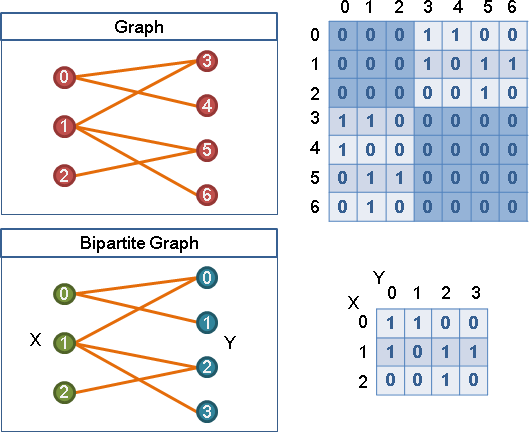 Graph
0
1
2
3
4
5
6
0 1 2 3 4 5 6
0 0 0 0 1 1 0 0
1 0 0 0 1 0 1 1
2 0 0 0 0 0 1 0
3 1 1 0 0 0 0 0
4 1 0 0 0 0 0 0
5 0 1 1 0 0 0 0
6 0 1 0 0 0 0 0
Bipartite Graph
X
0
1
2
Y
0
1
2
3
Y
X
0 1 2 3
0 1 1 0 0
1 1 0 1 1
2 0 0 1 0